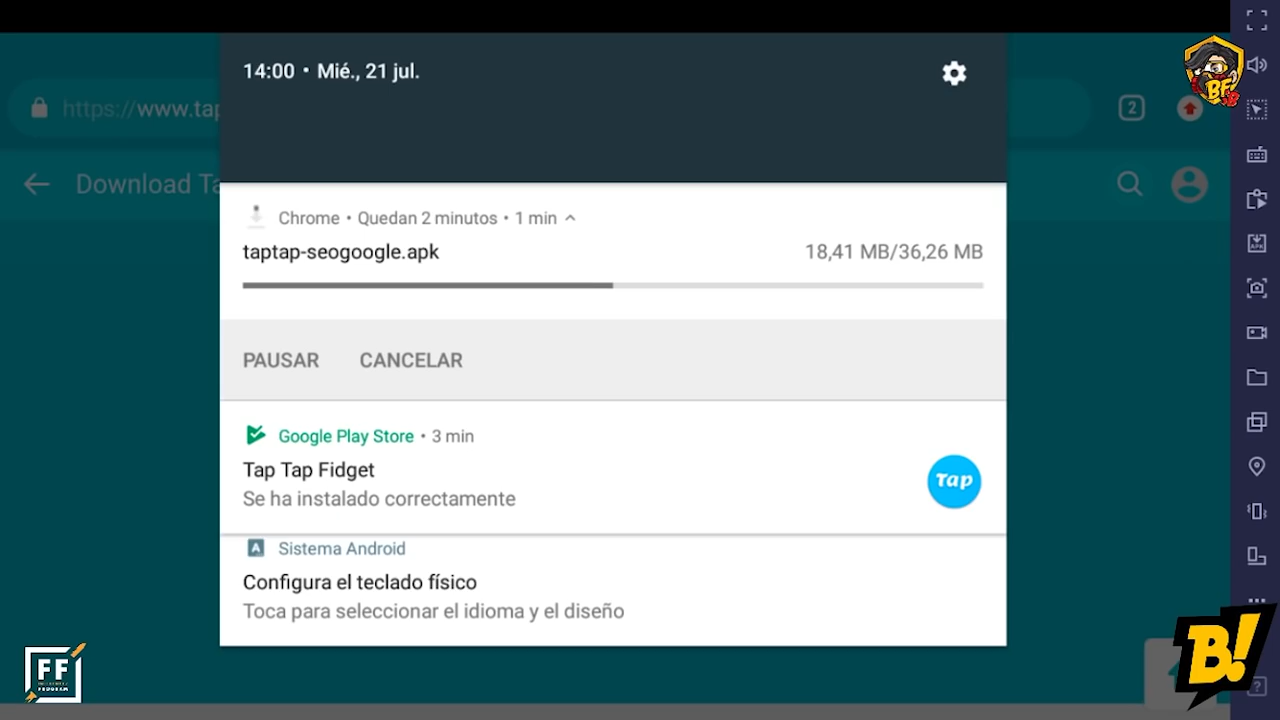 14:00 • Mié., 21 jul.
https://www.tap
2
Download Ta
Chrome • Quedan 2 minutos • 1 min
taptap-seogoogle.apk
18,41 MB/36,26 MB
PAUSAR
CANCELAR
Google Play Store • 3 min
Tap Tap Fidget
Se ha instalado correctamente
Tap
Sistema Android
Configura el teclado físico
Toca para seleccionar el idioma y el diseño
BF
APK
FF
PROGRAM
B!
?